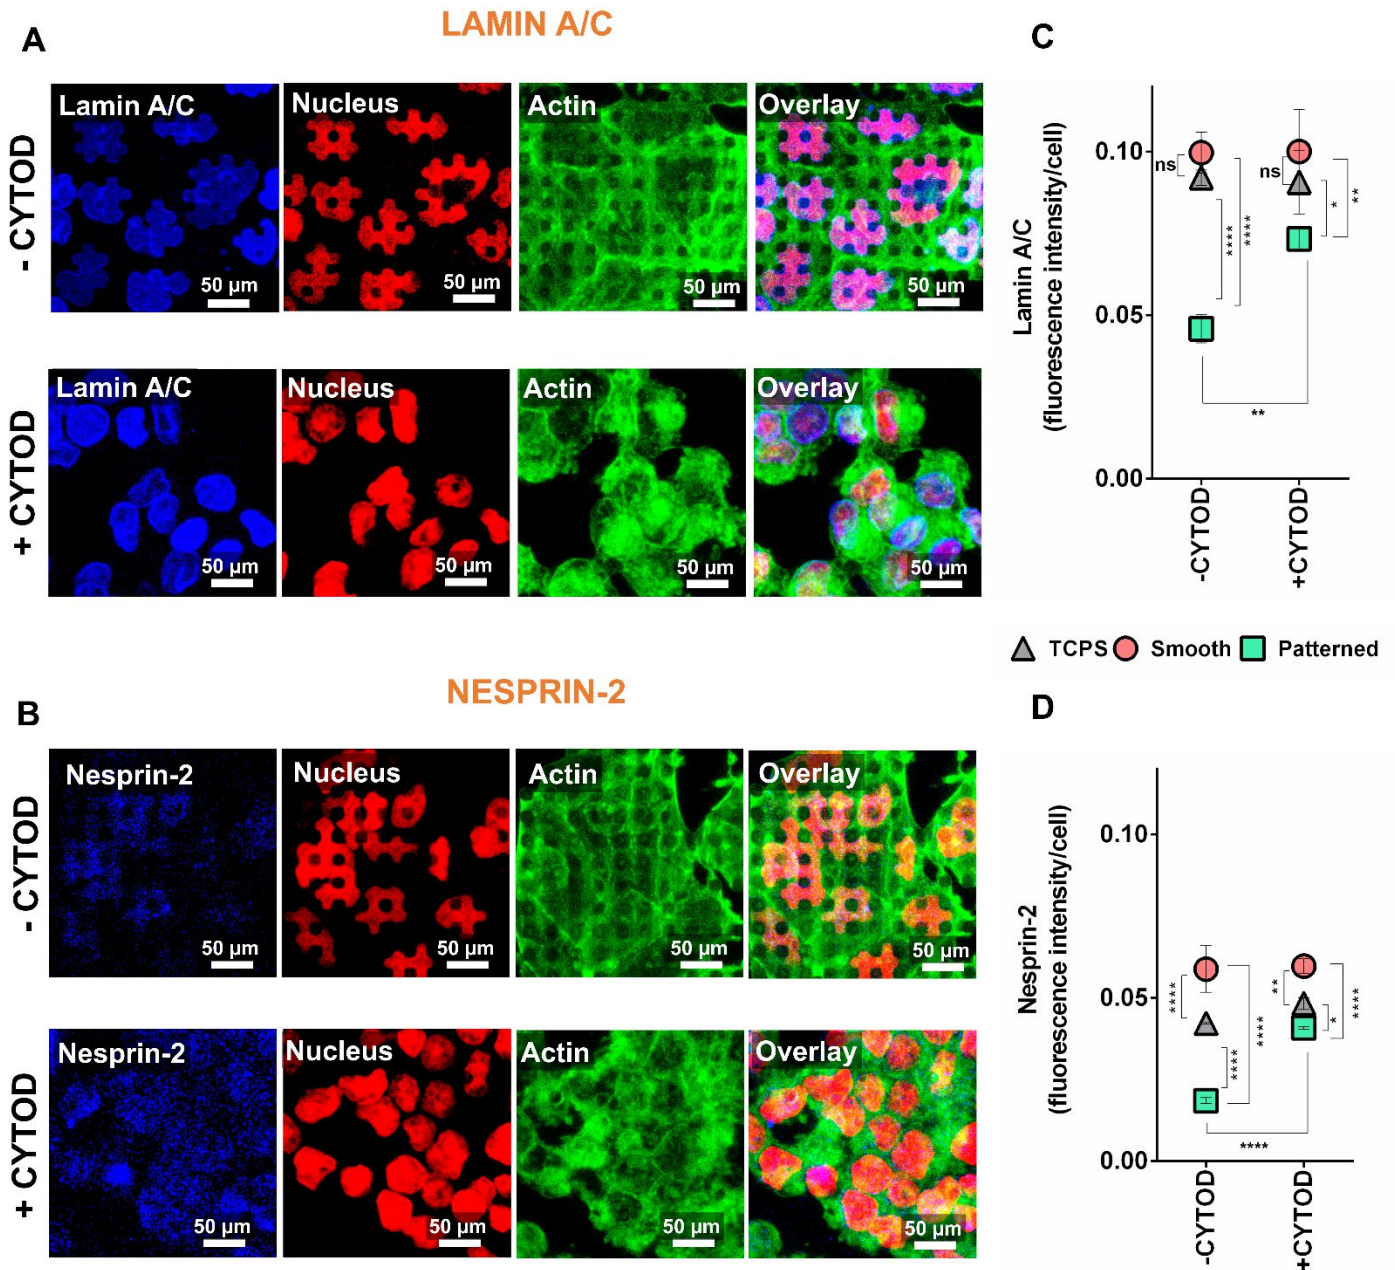 LAMIN A/C
A
C
- CYTOD
Lamin A/C
Nucleus
Actin
Overlay
50 µm
50 µm
50 µm
50 µm
+ CYTOD
Lamin A/C
Nucleus
Actin
Overlay
50 µm
50 µm
50 µm
50 µm
Lamin A/C
(fluorescence intensity/cell)
0.10
0.05
0.00
ns
****
****
ns
*
**
**
-CYTOD
+CYTOD
TCPS
Smooth
Patterned
NESPRIN-2
B
D
- CYTOD
Nesprin-2
Nucleus
Actin
Overlay
50 µm
50 µm
50 µm
50 µm
+ CYTOD
Nesprin-2
Nucleus
Actin
Overlay
50 µm
50 µm
50 µm
50 µm
Nesprin-2
(fluorescence intensity/cell)
0.10
0.05
0.00
****
****
****
**
*
****
****
-CYTOD
+CYTOD